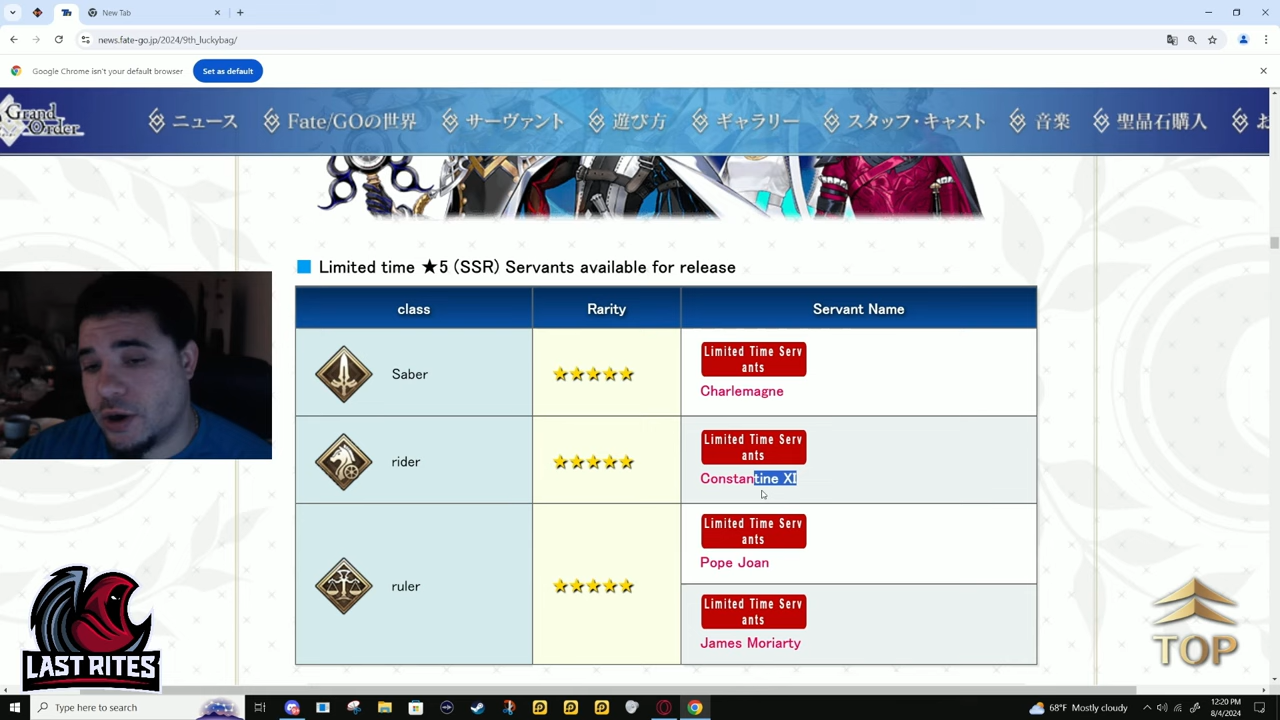 New Tab
news.fate-go.jp/2024/9th_luckybag/
Google Chrome isn't your default browser
Set as default
Grand Order
ニュース
Fate/GOの世界
サーヴァント
遊び方
ギャラリー
スタッフ・キャスト
音楽
聖晶石購入
Limited time ★5 (SSR) Servants available for release
class
Rarity
Servant Name
Saber
★★★★★
Limited Time Serv
ants
Charlemagne
rider
★★★★★
Limited Time Serv
ants
Constantine XI
ruler
★★★★★
Limited Time Serv
ants
Pope Joan
Limited Time Serv
ants
James Moriarty
TOP
LAST RITES
Type here to search
68°F Mostly cloudy
12:20 PM
8/4/2024